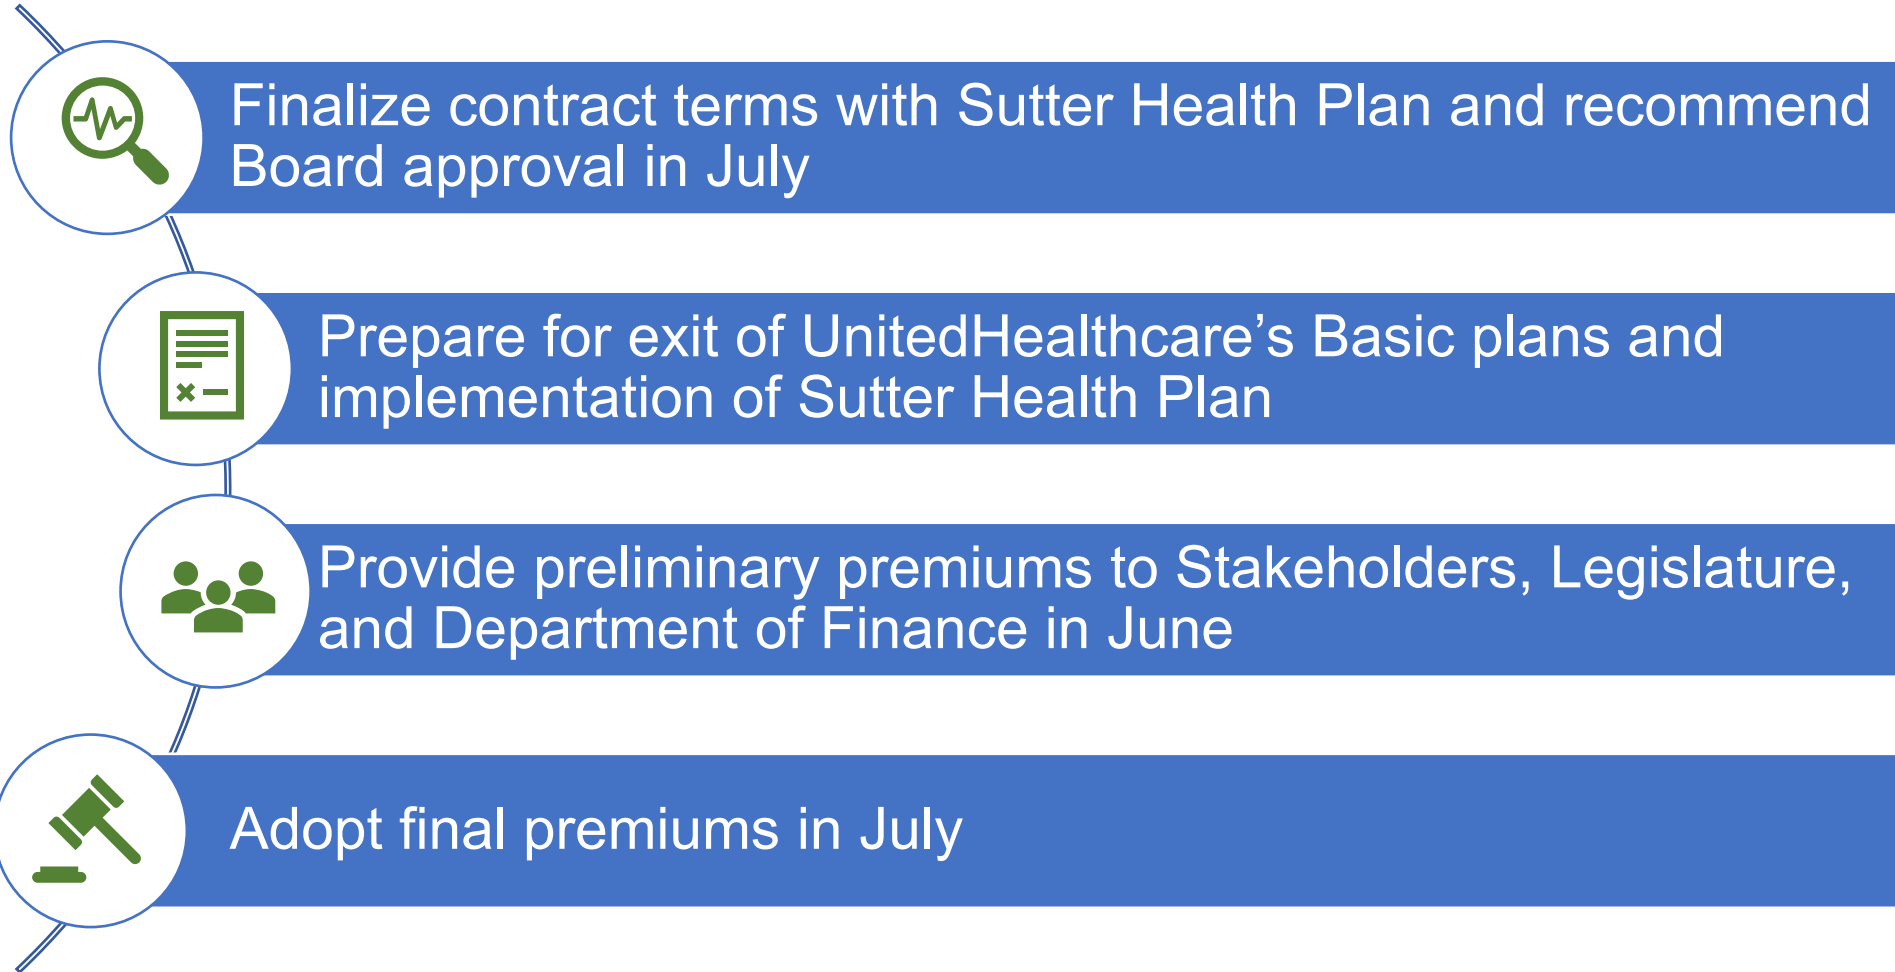 Finalize contract terms with Sutter Health Plan and recommend
Board approval in July
Prepare for exit of UnitedHealthcare’s Basic plans and
implementation of Sutter Health Plan
Provide preliminary premiums to Stakeholders, Legislature,
and Department of Finance in June
Adopt final premiums in July